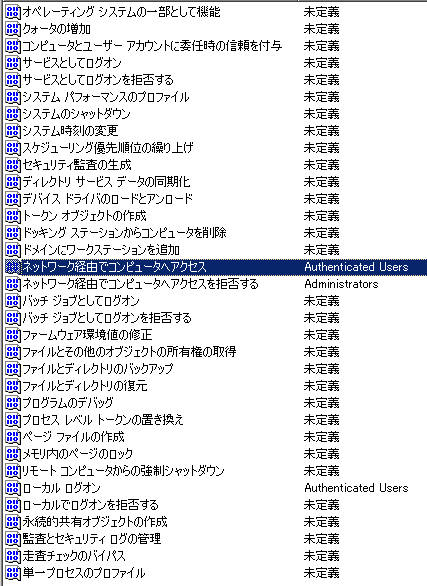 オペレーティング システムの一部として機能 未定義
クォータの増加 未定義
コンピュータとユーザー アカウントに委任時の信頼を付与 未定義
サービスとしてログオン 未定義
サービスとしてログオンを拒否する 未定義
システム パフォーマンスのプロファイル 未定義
システムのシャットダウン 未定義
システム時刻の変更 未定義
スケジューリング優先順位の繰り上げ 未定義
セキュリティ監査の生成 未定義
ディレクトリ サービス データの同期化 未定義
デバイス ドライバのロードとアンロード 未定義
トークン オブジェクトの作成 未定義
ドッキング ステーションからコンピュータを削除 未定義
ドメインにワークステーションを追加 未定義
ネットワーク経由でコンピュータへアクセス Authenticated Users
ネットワーク経由でコンピュータへアクセスを拒否する Administrators
バッチ ジョブとしてログオン 未定義
バッチ ジョブとしてログオンを拒否する 未定義
ファームウェア環境値の修正 未定義
ファイルとその他のオブジェクトの所有権の取得 未定義
ファイルとディレクトリのバックアップ 未定義
ファイルとディレクトリの復元 未定義
プログラムのデバッグ 未定義
プロセス レベル トークンの置き換え 未定義
ページ ファイルの作成 未定義
メモリ内のページのロック 未定義
リモート コンピュータからの強制シャットダウン 未定義
ローカル ログオン Authenticated Users
ローカルでログオンを拒否する 未定義
永続的共有オブジェクトの作成 未定義
監査とセキュリティ ログの管理 未定義
走査チェックのバイパス 未定義
単一プロセスのプロファイル 未定義